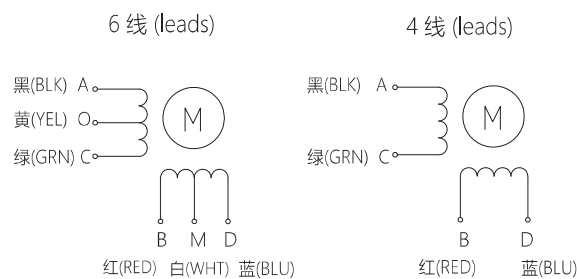 6 线 (leads)
黑(BLK) A
黄(YEL) O
绿(GRN) C
M
B M D
红(RED) 白(WHT) 蓝(BLU)
4 线 (leads)
黑(BLK) A
绿(GRN) C
M
B D
红(RED) 蓝(BLU)